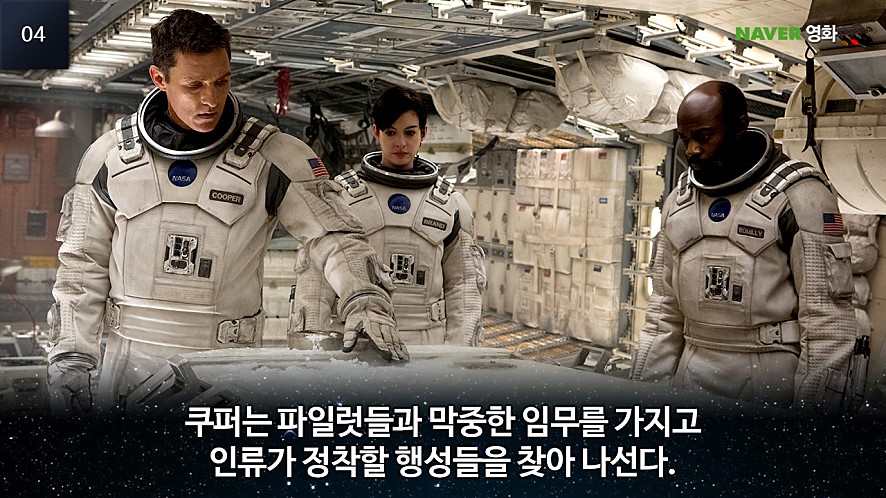 04
NAVER 영화
NASA
COOPER
NASA
BRAND
NASA
ROMILLY
쿠퍼는 파일럿들과 막중한 임무를 가지고
인류가 정착할 행성들을 찾아 나선다.